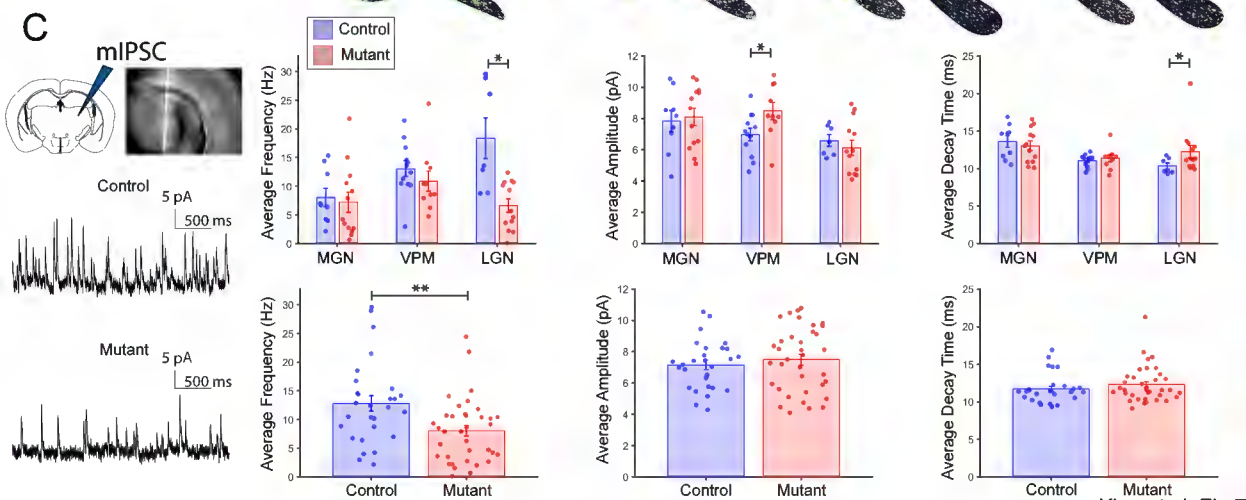 C
mIPSC
Control
5 pA
500 ms
Mutant
5 pA
500 ms
Control
Mutant
Average Frequency (Hz)
30
25
20
15
10
5
0
*
MGN VPM LGN
Average Amplitude (pA)
12
10
8
6
4
2
0
*
MGN VPM LGN
Average Decay Time (ms)
25
20
15
10
5
0
*
MGN VPM LGN
Average Frequency (Hz)
30
25
20
15
10
5
0
**
Control Mutant
Average Amplitude (pA)
12
10
8
6
4
2
0
Control Mutant
Average Decay Time (ms)
25
20
15
10
5
0
Control Mutant